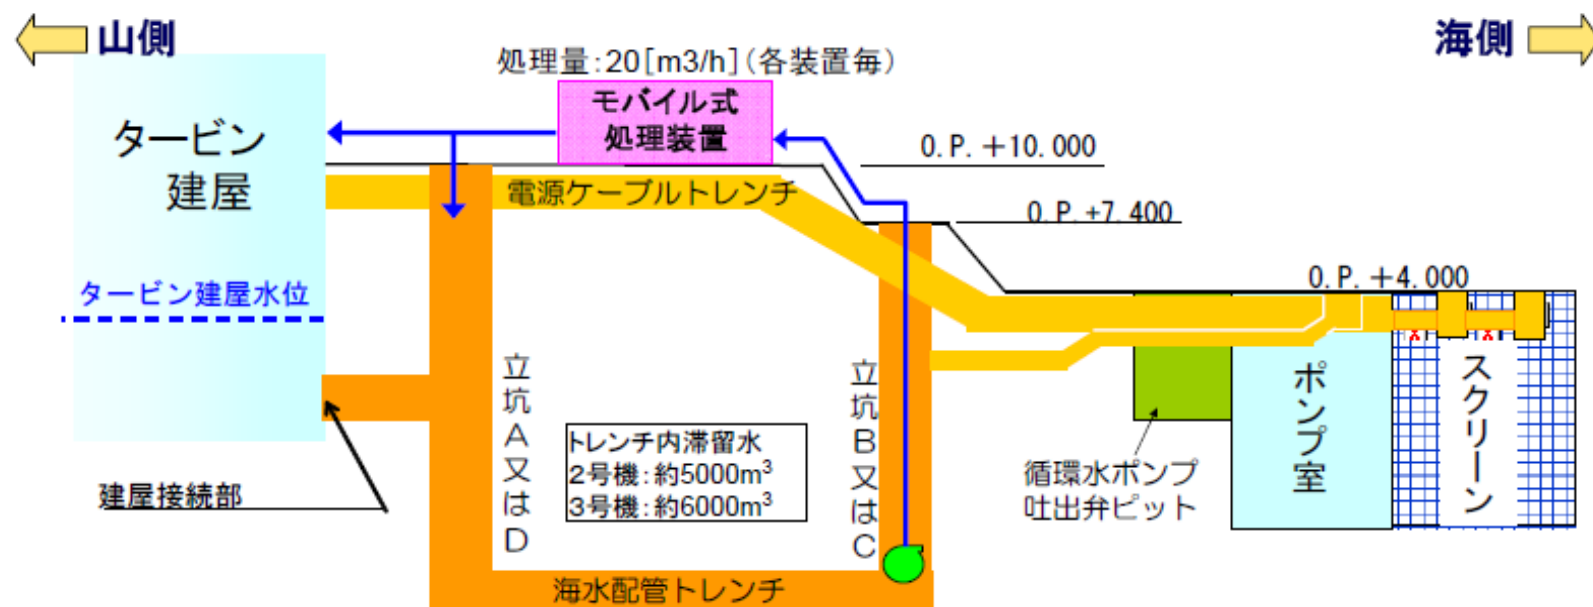 山側
海側
処理量:20[m3/h](各装置毎)
モバイル式
処理装置
タービン
建屋
O.P.+10.000
電源ケーブルトレンチ
O.P.+7.400
O.P.+4.000
タービン建屋水位
立坑A又はD
立坑B又はC
トレンチ内滞留水
2号機:約5000m³
3号機:約6000m³
建屋接続部
循環水ポンプ
吐出弁ピット
ポンプ室
スクリーン
海水配管トレンチ